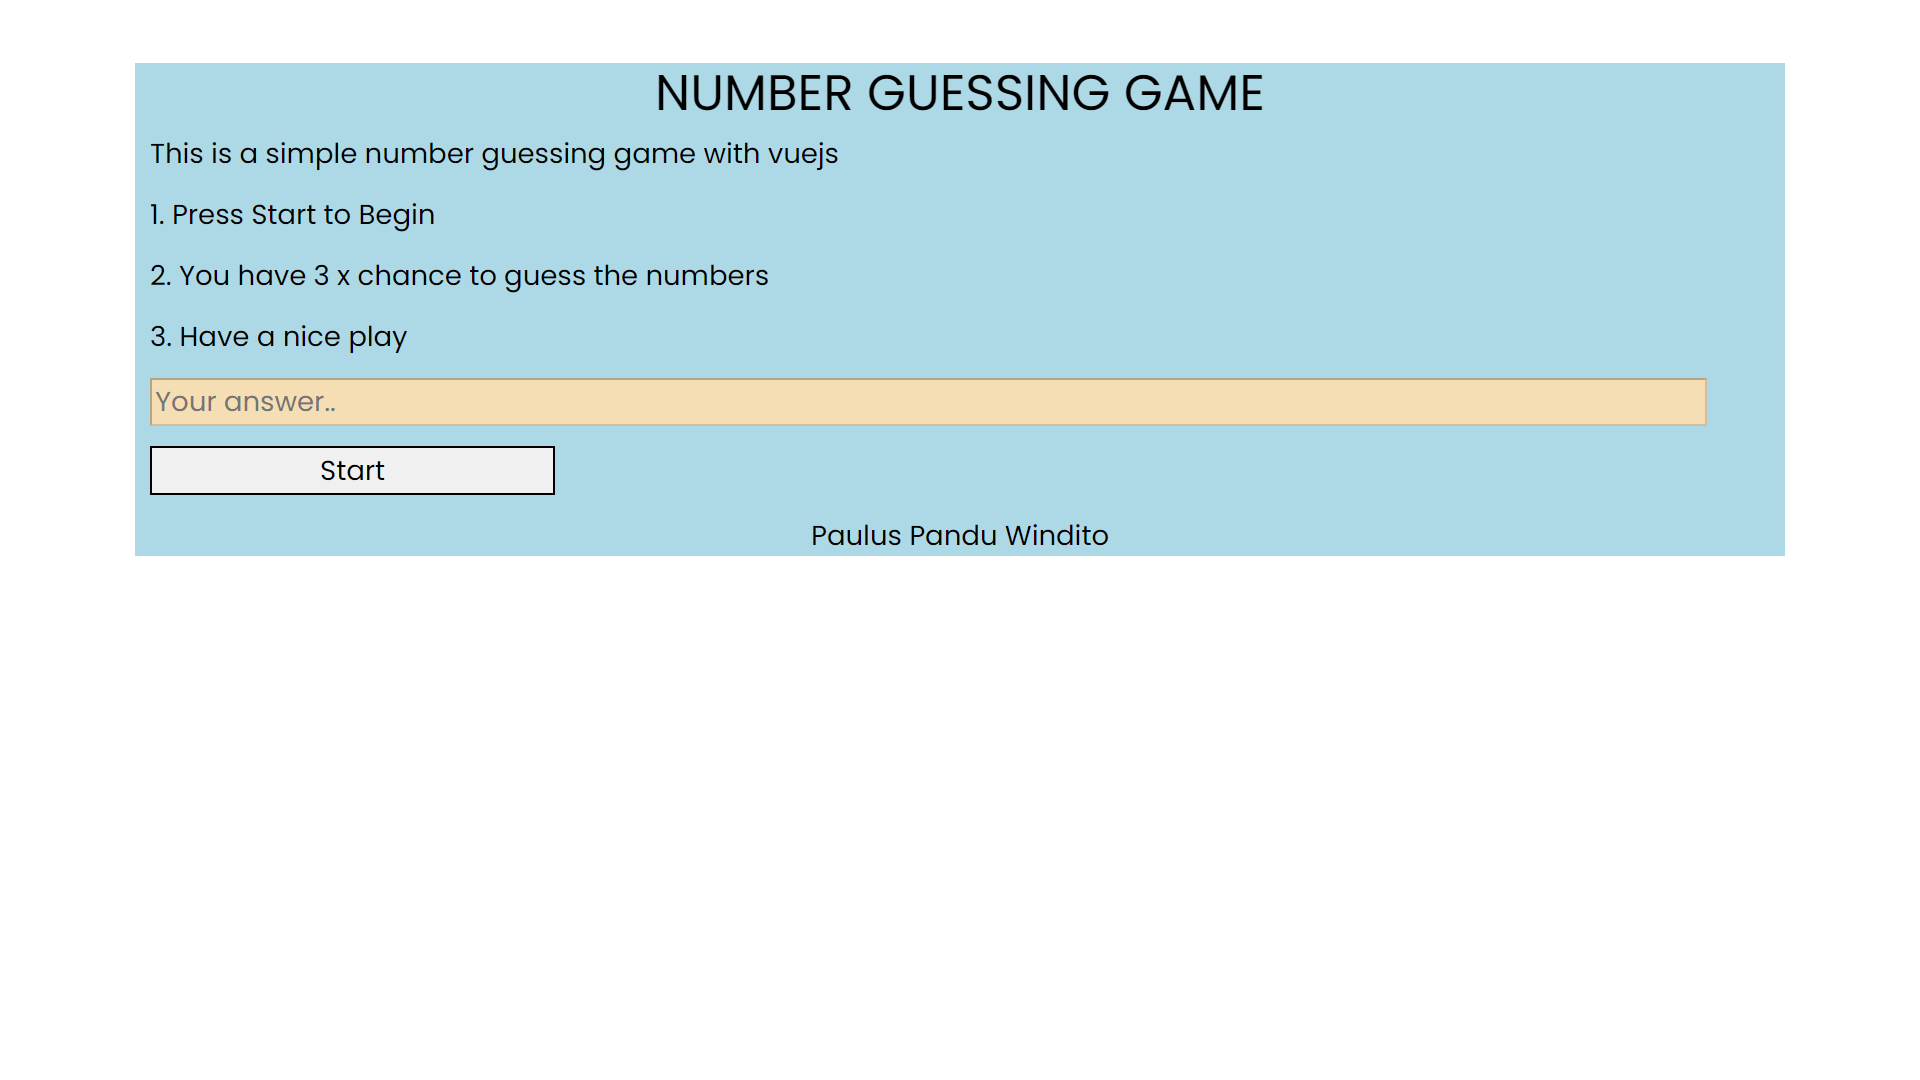 NUMBER GUESSING GAME
This is a simple number guessing game with vuejs
1. Press Start to Begin
2. You have 3 x chance to guess the numbers
3. Have a nice play
Your answer..
Start
Paulus Pandu Windito